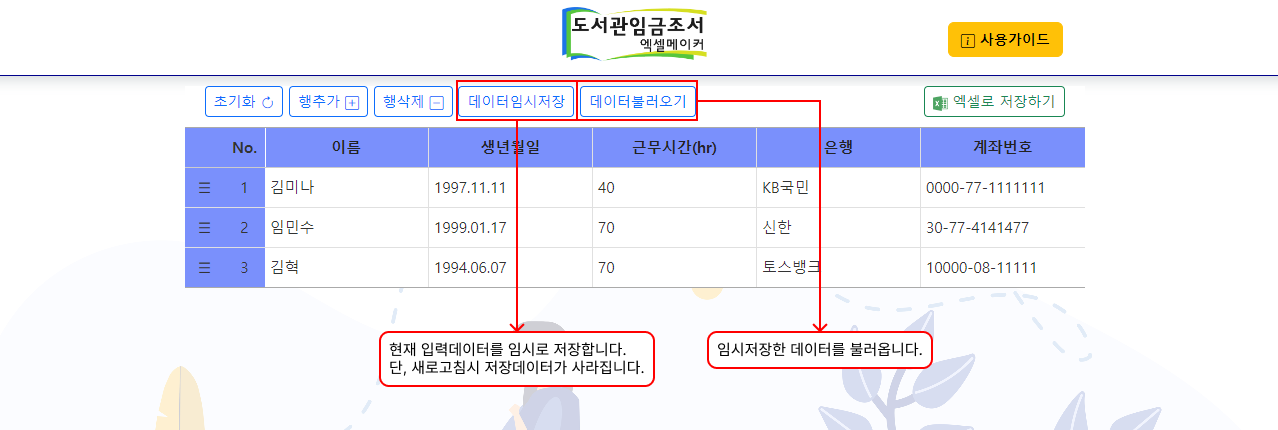 도서관임금조서
엑셀메이커
사용가이드
초기화 행추가 행삭제 데이터임시저장 데이터불러오기 엑셀로 저장하기
No. 이름 생년월일 근무시간(hr) 은행 계좌번호
1 김미나 1997.11.11 40 KB국민 0000-77-1111111
2 임민수 1999.01.17 70 신한 30-77-4141477
3 김혁 1994.06.07 70 토스뱅크 10000-08-11111
현재 입력데이터를 임시로 저장합니다.
단, 새로고침시 저장데이터가 사라집니다.
임시저장한 데이터를 불러옵니다.